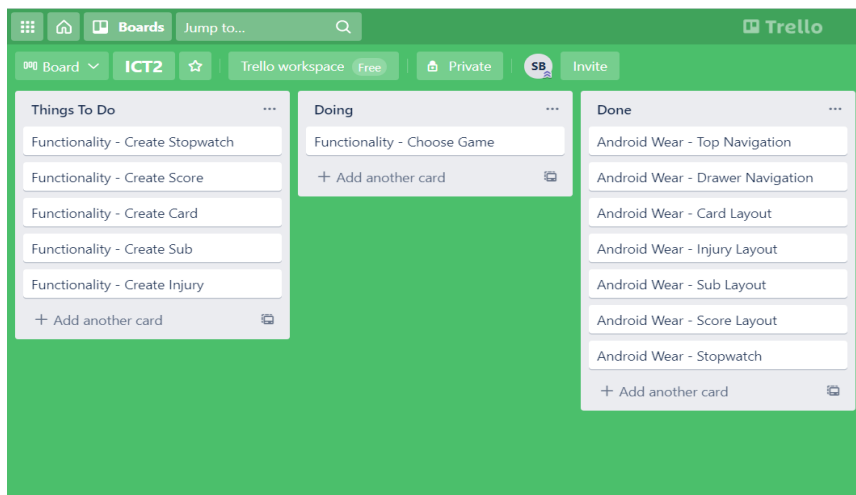 Boards Jump to... Trello
Board ICT2 Trello workspace Free Private SB Invite
Things To Do
Functionality - Create Stopwatch
Functionality - Create Score
Functionality - Create Card
Functionality - Create Sub
Functionality - Create Injury
+ Add another card
Doing
Functionality - Choose Game
+ Add another card
Done
Android Wear - Top Navigation
Android Wear - Drawer Navigation
Android Wear - Card Layout
Android Wear - Injury Layout
Android Wear - Sub Layout
Android Wear - Score Layout
Android Wear - Stopwatch
+ Add another card